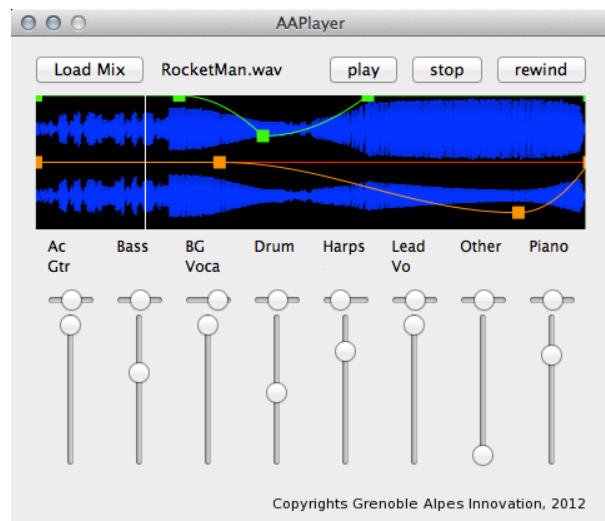 AAPlayer
Load Mix RocketMan.wav play stop rewind
Ac Bass BG Drum Harps Lead Other Piano
Gtr Voca Vo
Copyrights Grenoble Alpes Innovation, 2012